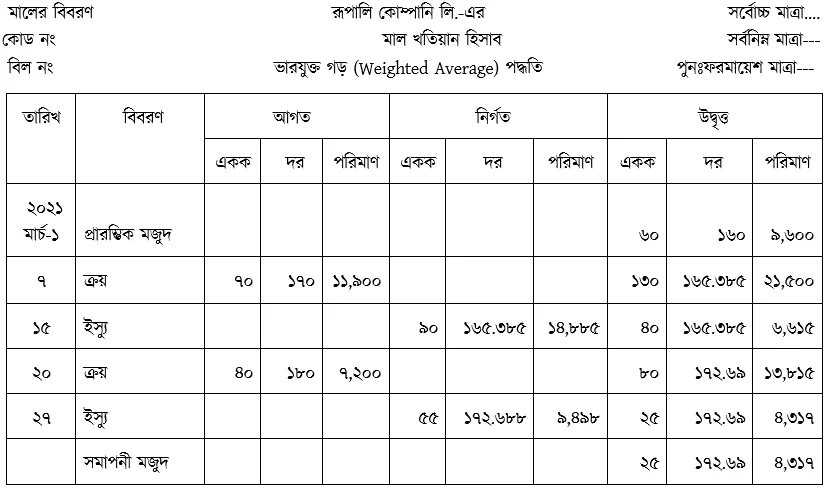 মালের বিবরণ রূপালি কোম্পানি লি.-এর সর্বোচ্চ মাত্রা....
কোড নং মাল খতিয়ান হিসাব সর্বনিম্ন মাত্রা---
বিল নং ভারযুক্ত গড় (Weighted Average) পদ্ধতি পুনঃফরমায়েশ মাত্রা---
তারিখ বিবরণ আগত নির্গত উদ্বৃত্ত
একক দর পরিমাণ একক দর পরিমাণ একক দর পরিমাণ
২০২১
মার্চ-১ প্রারম্ভিক মজুদ ৬০ ১৬০ ৯,৬০০
৭ ক্রয় ৭০ ১৭০ ১১,৯০০ ১৩০ ১৬৫.৩৮৫ ২১,৫০০
১৫ ইস্যু ৯০ ১৬৫.৩৮৫ ১৪,৮৮৫ ৪০ ১৬৫.৩৮৫ ৬,৬১৫
২০ ক্রয় ৪০ ১৮০ ৭,২০০ ৮০ ১৭২.৬৯ ১৩,৮১৫
২৭ ইস্যু ৫৫ ১৭২.৬৮৮ ৯,৪৯৮ ২৫ ১৭২.৬৯ ৪,৩১৭
সমাপনী মজুদ ২৫ ১৭২.৬৯ ৪,৩১৭